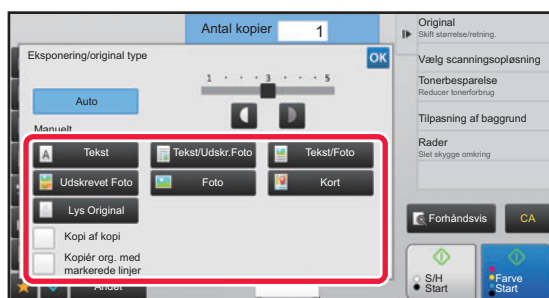 Antal kopier
1
Eksponering/original type
OK
1 · · · 3 · · · 5
Auto
Manuelt
Tekst
Tekst/Udskr.Foto
Tekst/Foto
Udskrevet Foto
Foto
Kort
Lys Original
Kopi af kopi
Kopiér org. med
markerede linjer
Andet
Original
Skift størrelse/retning.
Vælg scanningsopløsning
Tonerbesparelse
Reducer tonerforbrug
Tilpasning af baggrund
Rader
Slet skygge omkring
Forhåndsvis
CA
S/H
Start
Farve
Start